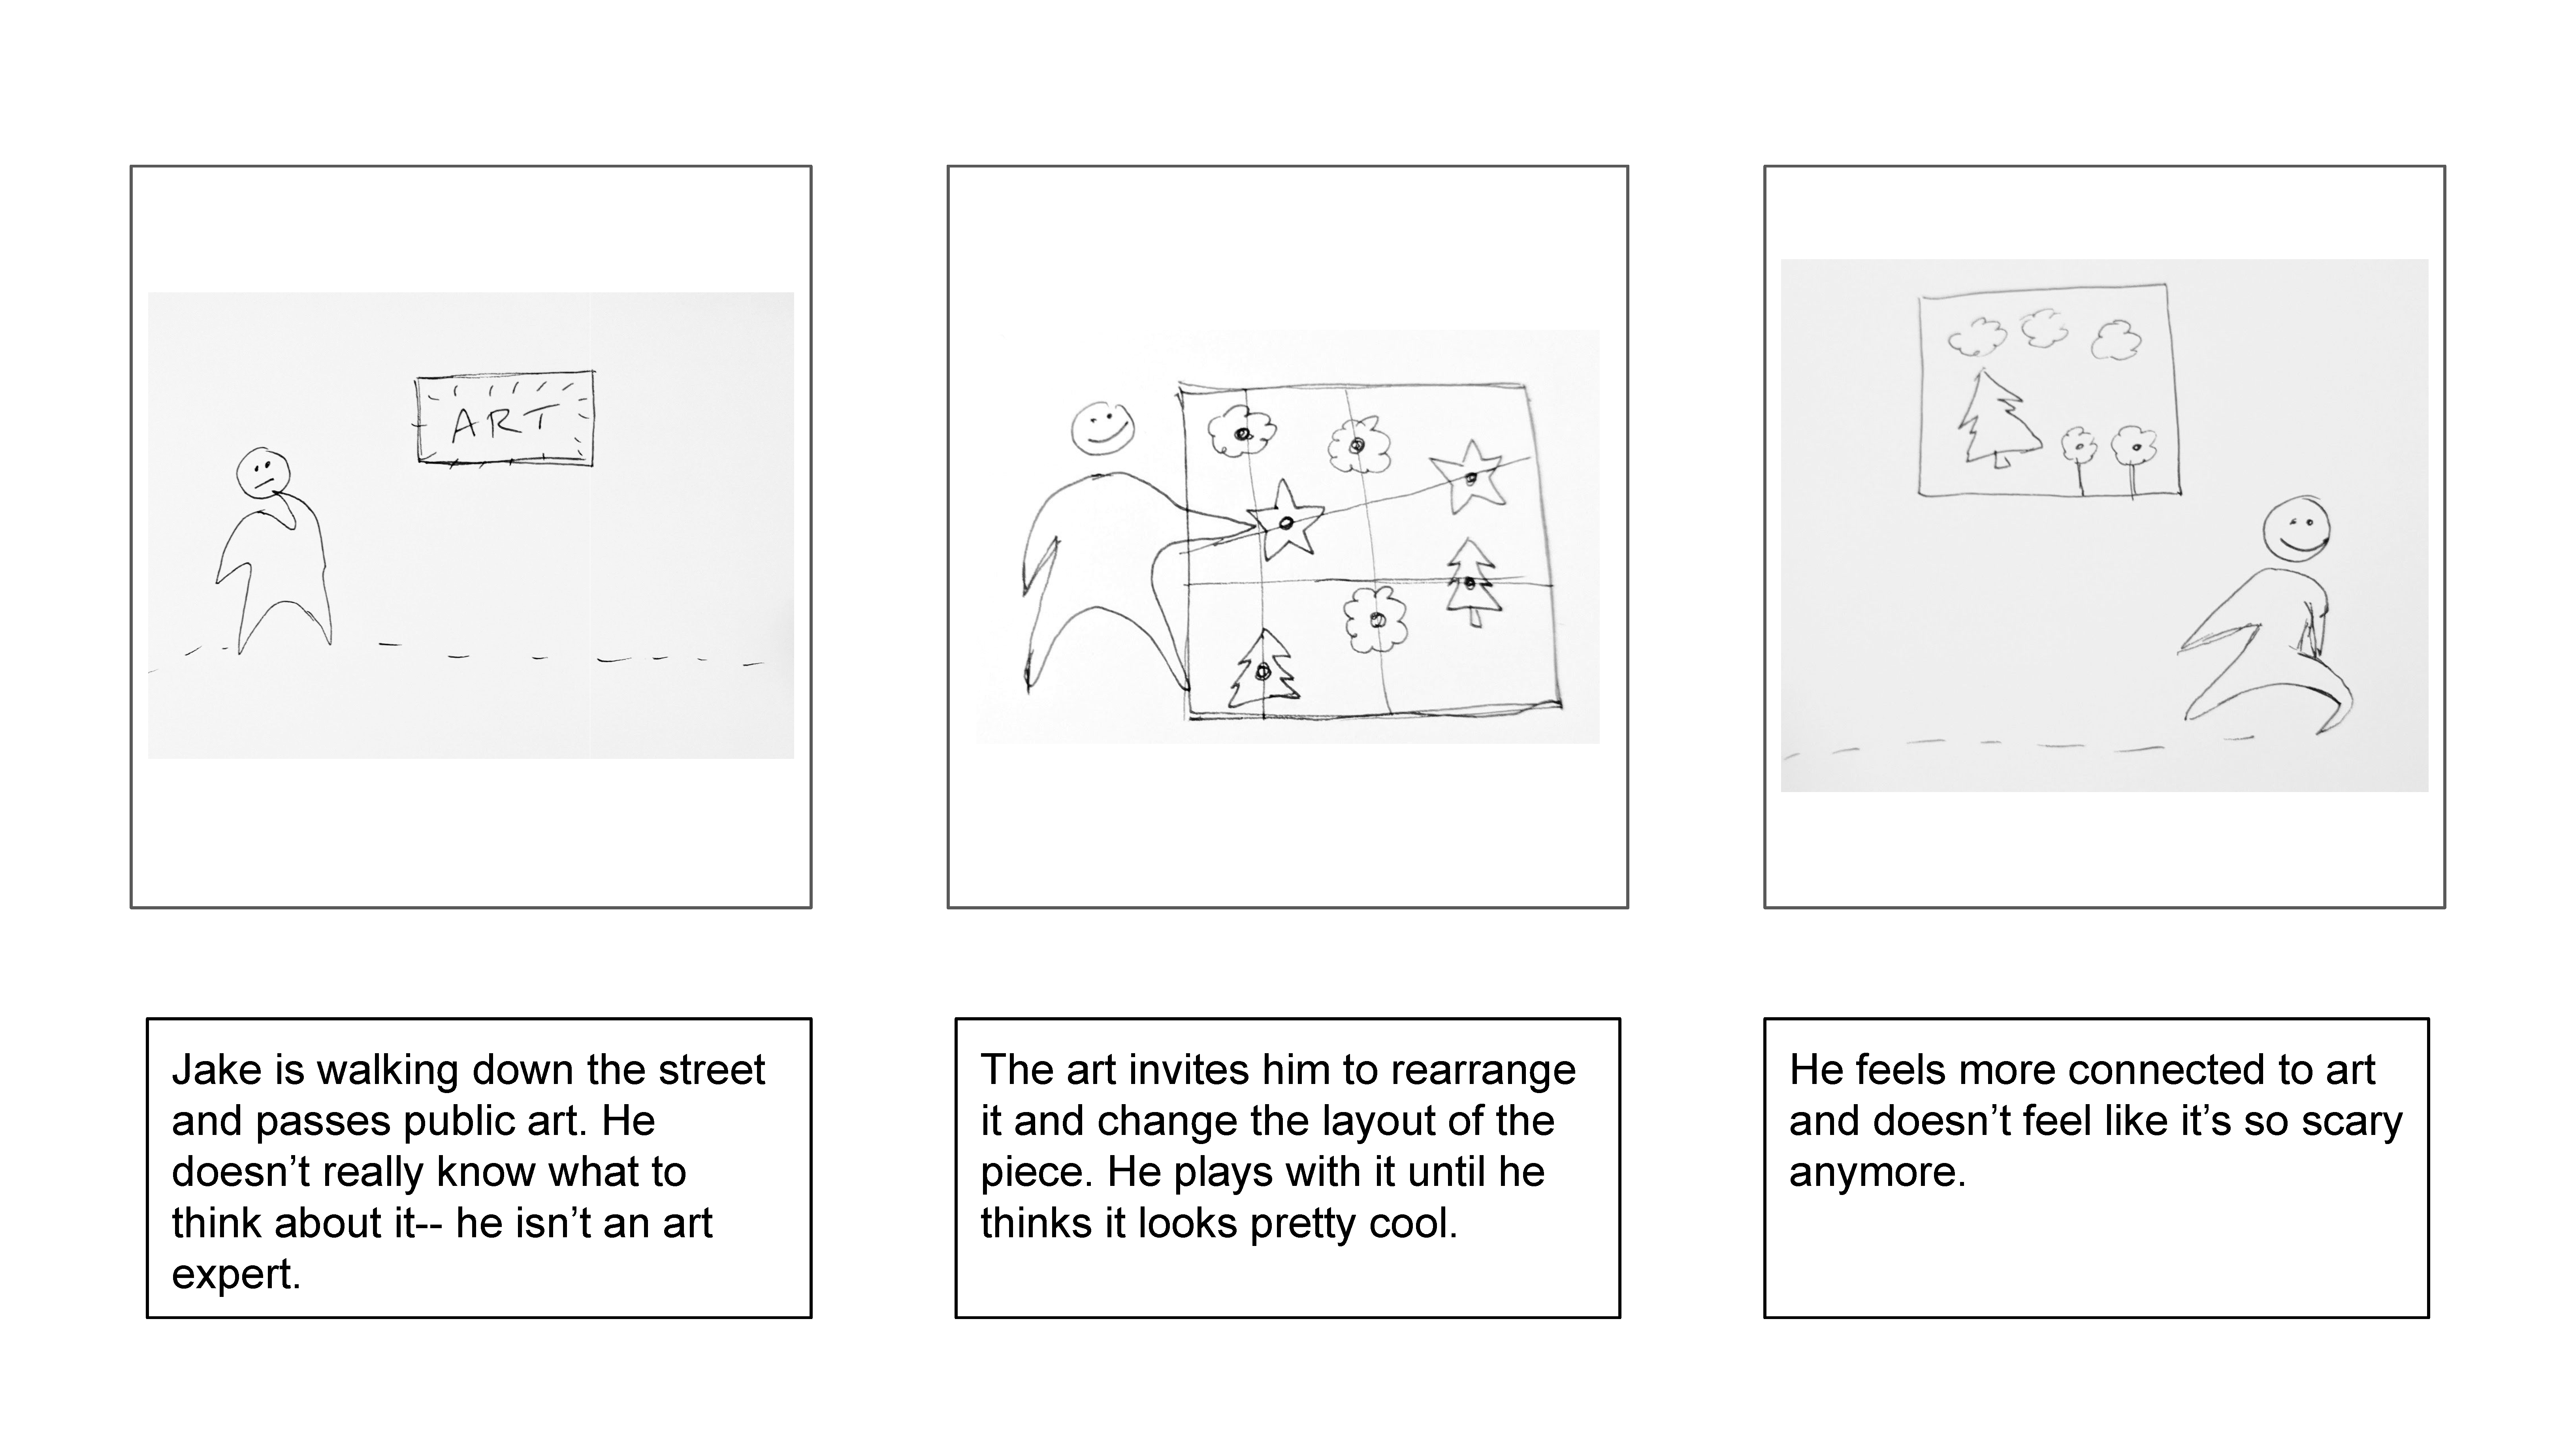 ART
Jake is walking down the street
and passes public art. He
doesn’t really know what to
think about it-- he isn’t an art
expert.
The art invites him to rearrange
it and change the layout of the
piece. He plays with it until he
thinks it looks pretty cool.
He feels more connected to art
and doesn’t feel like it’s so scary
anymore.